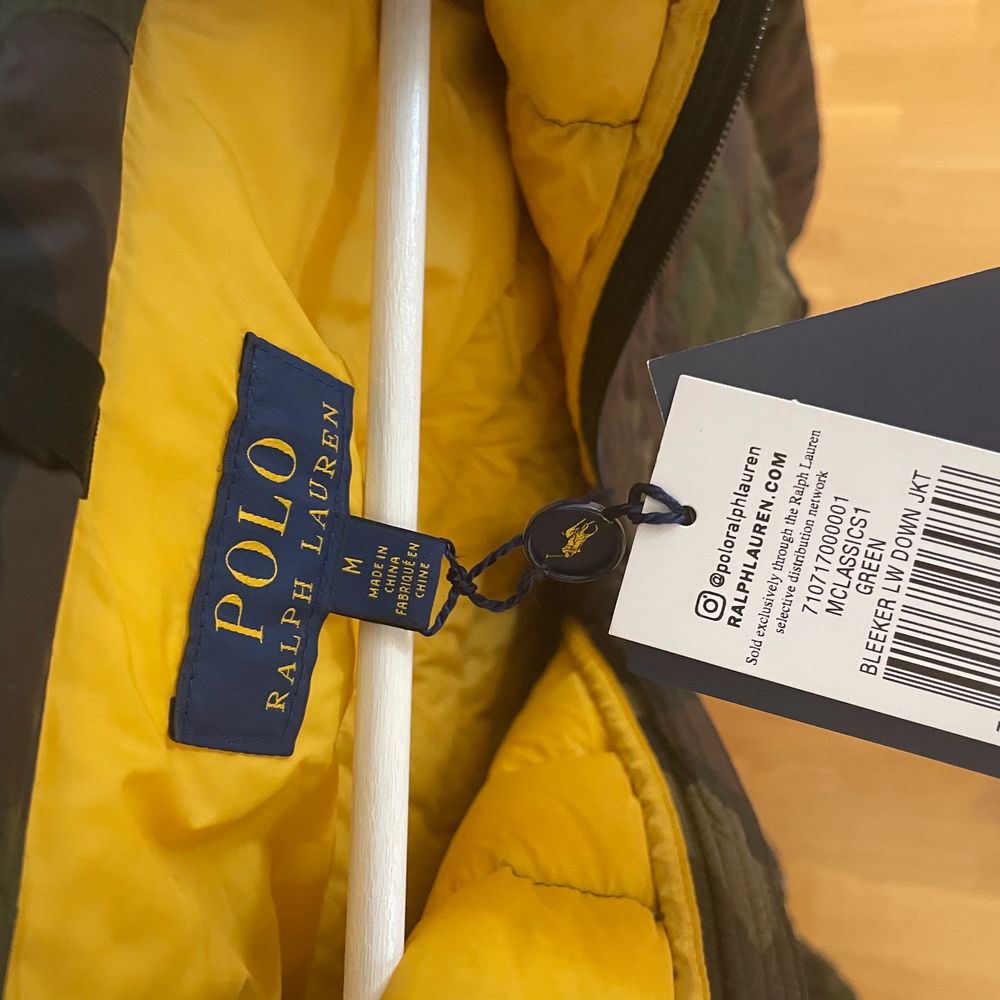 POLO
RALPH LAUREN
M
MADE IN
CHINA
FABRIQUÉ EN
CHINE
@poloralphlauren
RALPHLAUREN.COM
Sold exclusively through the Ralph Lauren
selective distribution network
710717000001
MCLASSICS1
GREEN
BLEEKER LW DOWN JKT